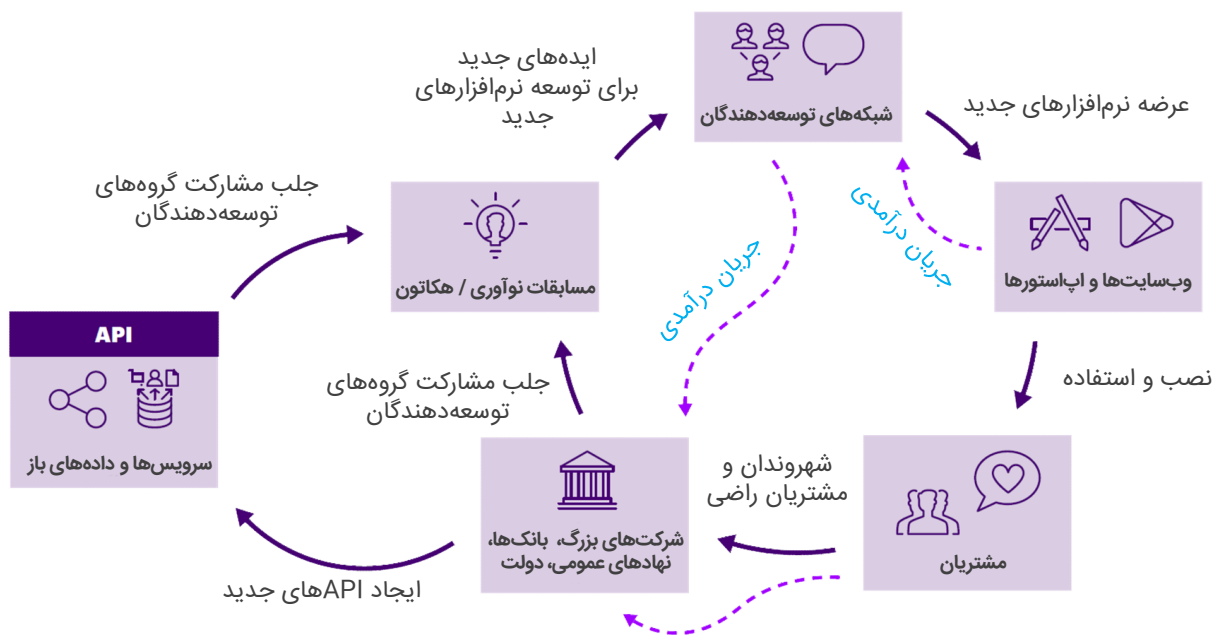 شبکه‌های توسعه‌دهندگان
عرضه نرم‌افزارهای جدید
ایده‌های جدید
برای توسعه نرم‌افزارهای
جدید
جلب مشارکت گروه‌های
توسعه‌دهندگان
مسابقات نوآوری / هکاتون
جریان درآمدی
جریان درآمدی
وب‌سایت‌ها و اپ‌استورها
API
سرویس‌ها و داده‌های باز
جلب مشارکت گروه‌های
توسعه‌دهندگان
نصب و استفاده
شهروندان و
مشتریان راضی
مشتریان
شرکت‌های بزرگ، بانک‌ها،
نهادهای عمومی، دولت
ایجاد APIهای جدید